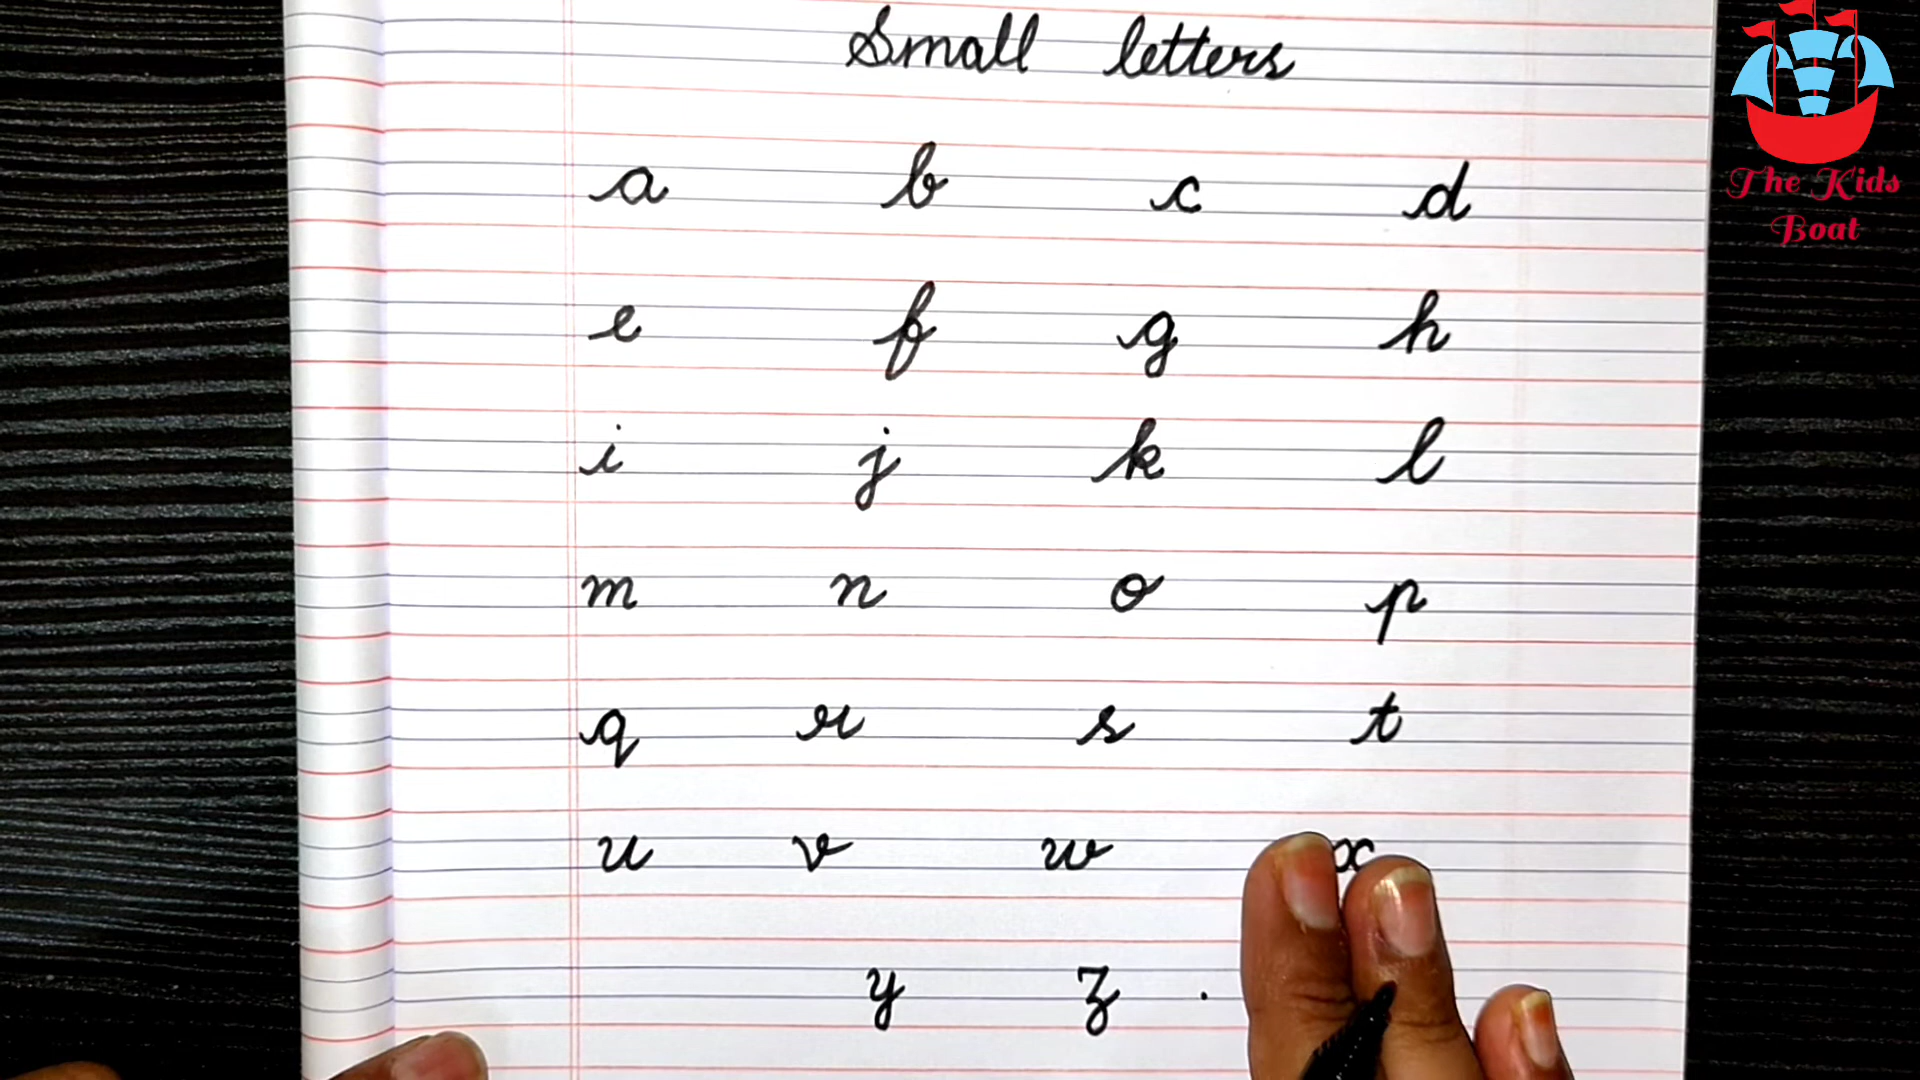 Small letters
The Kids
Boat
a b c d
e f g h
i j k l
m n o p
q r s t
u v w x
y z .